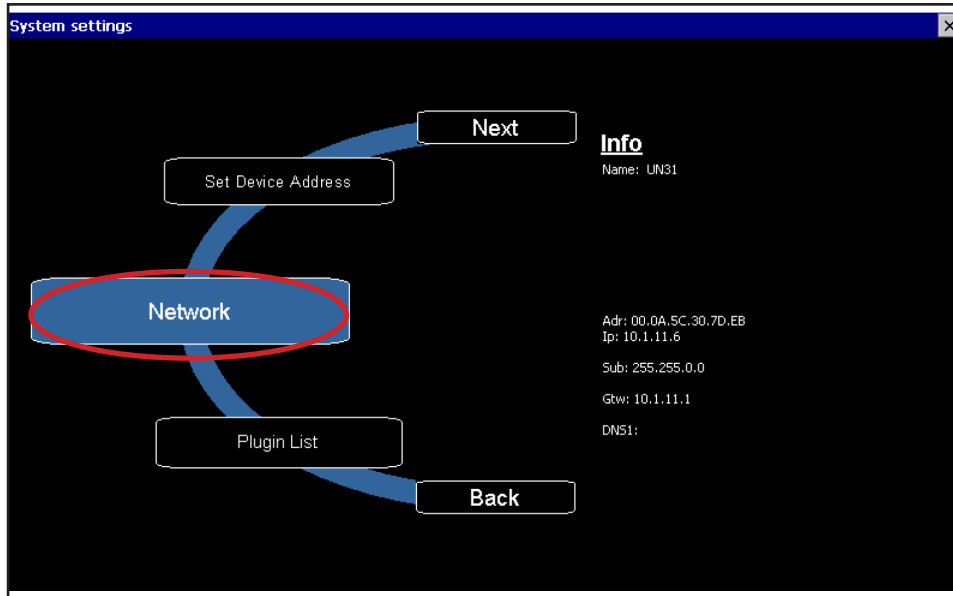 System settings
Next
Set Device Address
Network
Plugin List
Back
Info
Name: UN31
Adr: 00.0A.5C.30.7D.EB
Ip: 10.1.11.6
Sub: 255.255.0.0
Gtw: 10.1.11.1
DNS1: